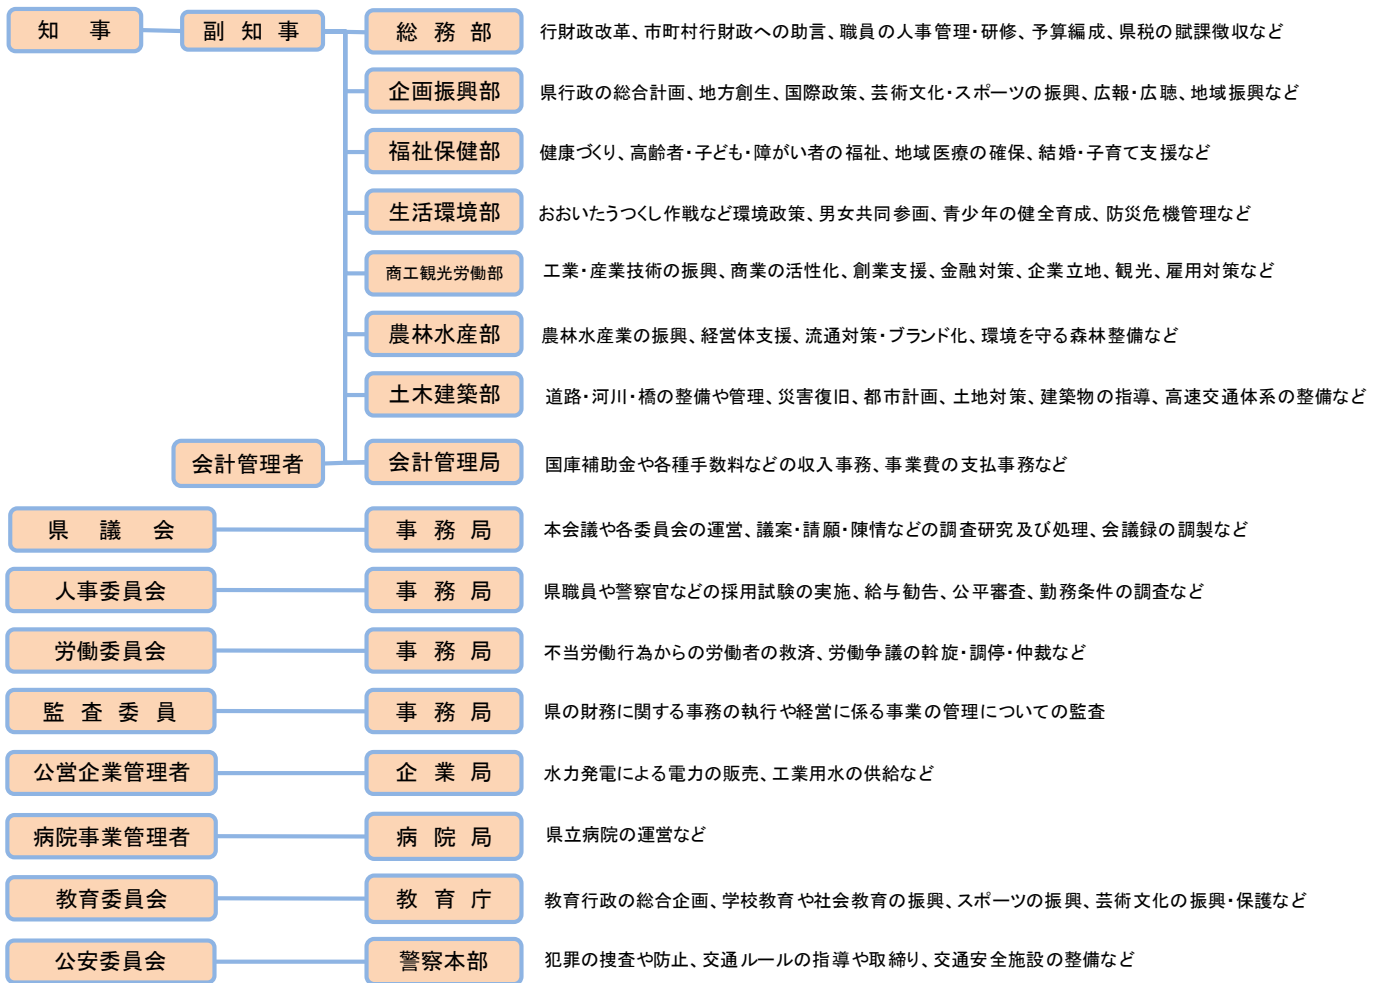 知事 副知事 総務部 行財政改革、市町村行財政への助言、職員の人事管理・研修、予算編成、県税の賦課徴収など
企画振興部 県行政の総合計画、地方創生、国際政策、芸術文化・スポーツの振興、広報・広聴、地域振興など
福祉保健部 健康づくり、高齢者・子ども・障がい者の福祉、地域医療の確保、結婚・子育て支援など
生活環境部 おおいたうつくし作戦など環境政策、男女共同参画、青少年の健全育成、防災危機管理など
商工観光労働部 工業・産業技術の振興、商業の活性化、創業支援、金融対策、企業立地、観光、雇用対策など
農林水産部 農林水産業の振興、経営体支援、流通対策・ブランド化、環境を守る森林整備など
土木建築部 道路・河川・橋の整備や管理、災害復旧、都市計画、土地対策、建築物の指導、高速交通体系の整備など
会計管理者 会計管理局 国庫補助金や各種手数料などの収入事務、事業費の支払事務など
県議会 事務局 本会議や各委員会の運営、議案・請願・陳情などの調査研究及び処理、会議録の調製など
人事委員会 事務局 県職員や警察官などの採用試験の実施、給与勧告、公平審査、勤務条件の調査など
労働委員会 事務局 不当労働行為からの労働者の救済、労働争議の斡旋・調停・仲裁など
監査委員 事務局 県の財務に関する事務の執行や経営に係る事業の管理についての監査
公営企業管理者 企業局 水力発電による電力の販売、工業用水の供給など
病院事業管理者 病院局 県立病院の運営など
教育委員会 教育庁 教育行政の総合企画、学校教育や社会教育の振興、スポーツの振興、芸術文化の振興・保護など
公安委員会 警察本部 犯罪の捜査や防止、交通ルールの指導や取締り、交通安全施設の整備など